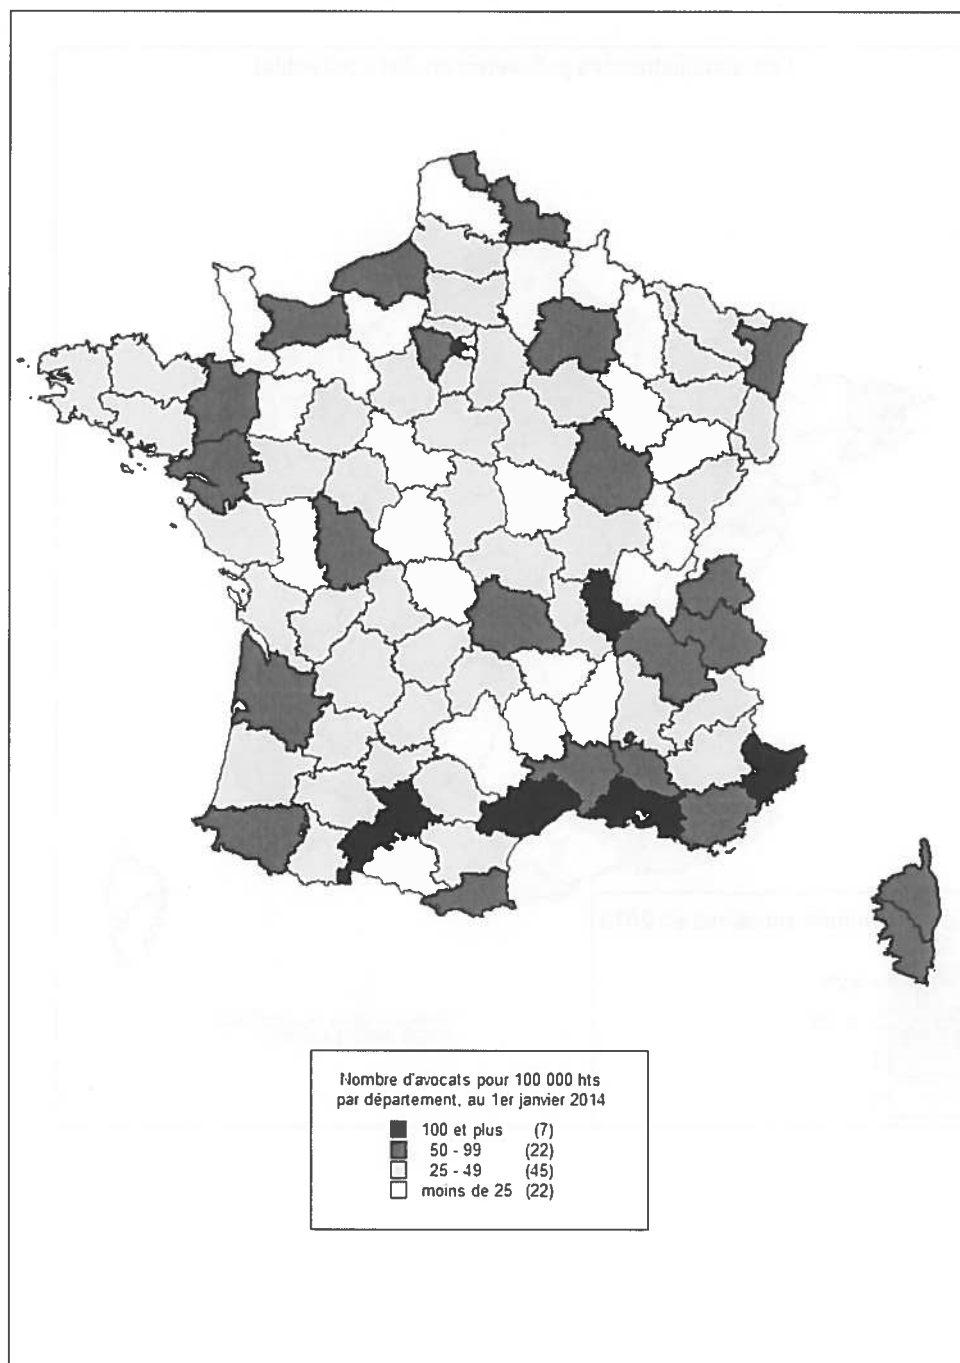 Nombre d'avocats pour 100 000 hts
par département, au 1er janvier 2014
100 et plus (7)
50 - 99 (22)
25 - 49 (45)
moins de 25 (22)